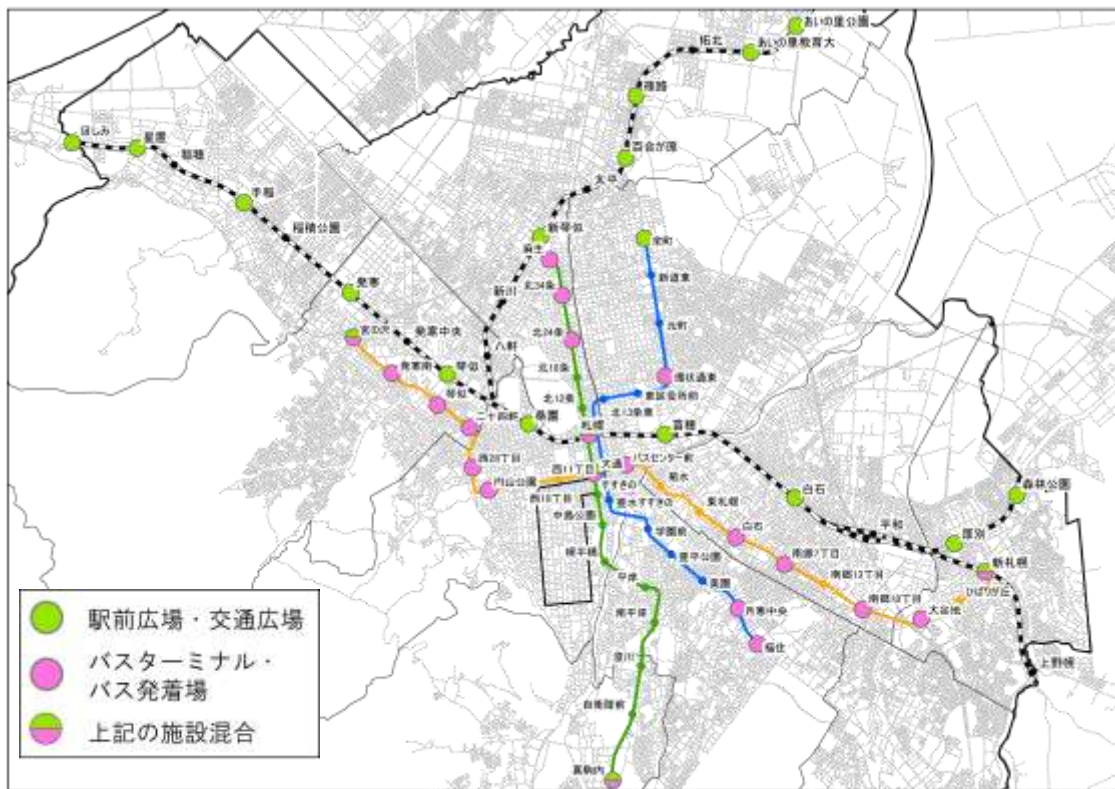 あいの里公園
拓北
あいの里教育大
篠路
ほしみ
星置
稲穂
百合が原
太平
手稲
稲積公園
新琴似
栄町
麻生
新道東
発寒
新川
北34条
元町
宮の沢
発寒中央
八軒
北24条
発寒南
琴似
北18条
環状通東
東区役所前
琴似
北12条
北13条東
二十四軒
桑園
札幌
苗穂
西28丁目
西11丁目
大通
バスセンター前
円山公園
すすきの
菊水
白石
森林公園
西18丁目
豊水すすきの
東札幌
中島公園
学園前
白石
平和
厚別
幌平橋
豊平公園
南郷7丁目
新札幌
平岸
美園
南郷13丁目
ひばりが丘
南平岸
月寒中央
南郷18丁目
大谷地
澄川
福住
上野幌
自衛隊前
真駒内
駅前広場・交通広場
バスターミナル・
バス発着場
上記の施設混合